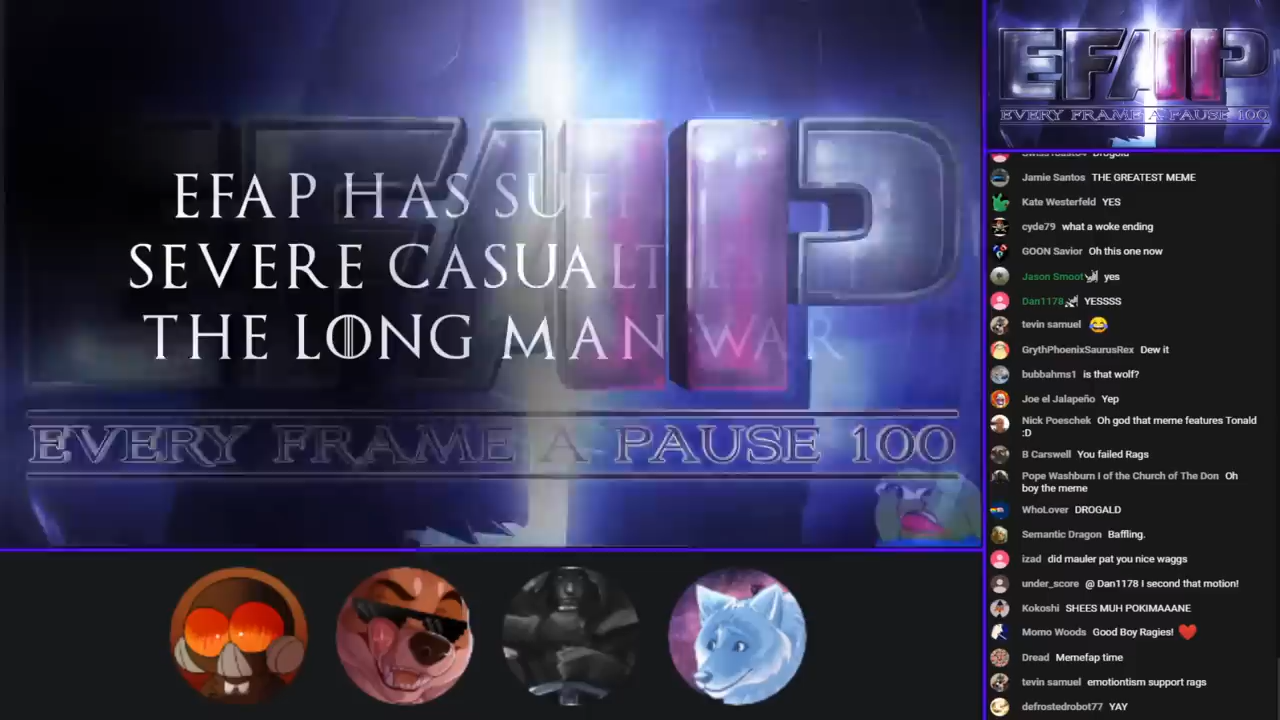 EFAP HAS SUF
SEVERE CASUALTIES
THE LONG MAN WAR
EFAP
EVERY FRAME A PAUSE 100
EFAP
EVERY FRAME A PAUSE 100
Drogald
Jamie Santos THE GREATEST MEME
Kate Westerfeld YES
cyde79 what a woke ending
GOON Savior Oh this one now
Jason Smoot yes
Dan1178 YESSSS
tevin samuel 😂
GrythPhoenixSaurusRex Dew it
bubbahms1 is that wolf?
Joe el Jalapeño Yep
Nick Poeschek Oh god that meme features Tonald
:D
B Carswell You failed Rags
Pope Washburn I of the Church of The Don Oh
boy the meme
WhoLover DROGALD
Semantic Dragon Baffling.
izad did mauler pat you nice waggs
under_score @ Dan1178 I second that motion!
Kokoshi SHEES MUH POKIMAAANE
Momo Woods Good Boy Ragies! ❤️
Dread Memefap time
tevin samuel emotiontism support rags
defrostedrobot77 YAY